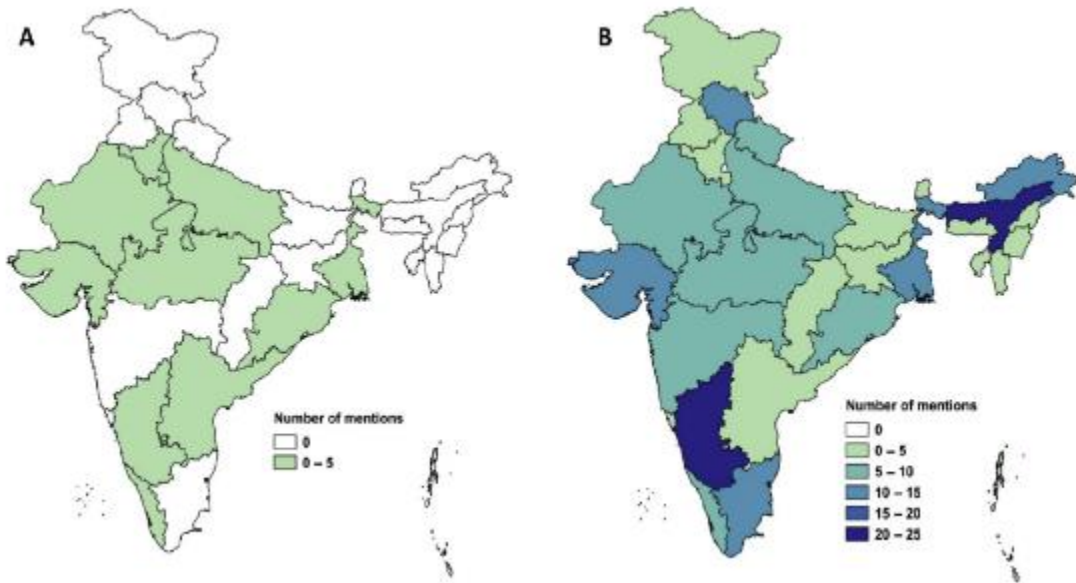 A
Number of mentions
0
0 – 5
B
Number of mentions
0
0 – 5
5 – 10
10 – 15
15 – 20
20 – 25